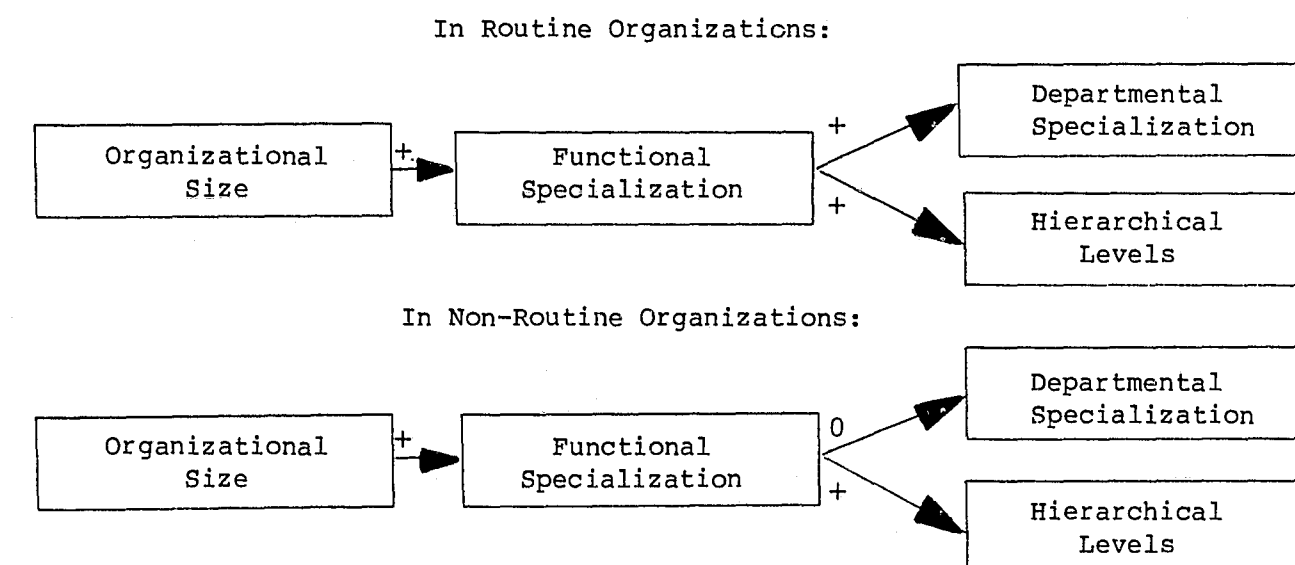 In Routine Organizations:
Organizational
Size
+
Functional
Specialization
+
+
Departmental
Specialization
Hierarchical
Levels
In Non-Routine Organizations:
Organizational
Size
+
Functional
Specialization
0
+
Departmental
Specialization
Hierarchical
Levels